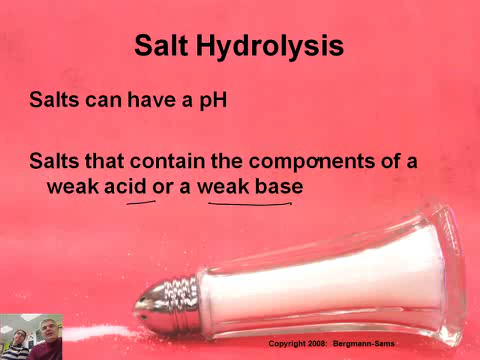 Salt Hydrolysis
Salts can have a pH
Salts that contain the components of a
weak acid or a weak base
Copyright 2008: Bergmann-Sams